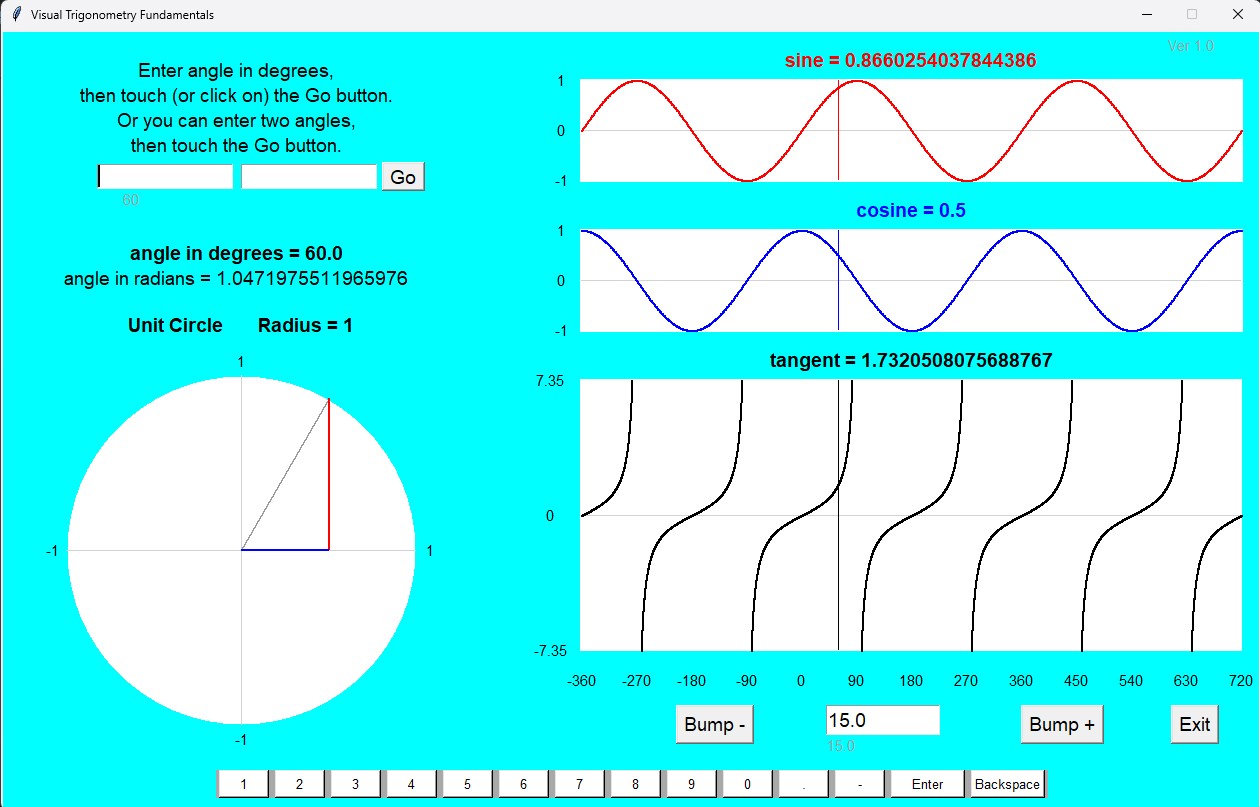 Visual Trigonometry Fundamentals
Ver 1.0
Enter angle in degrees,
then touch (or click on) the Go button.
Or you can enter two angles,
then touch the Go button.
Go
60
angle in degrees = 60.0
angle in radians = 1.0471975511965976
Unit Circle Radius = 1
1
-1
1
-1
sine = 0.8660254037844386
1
0
-1
cosine = 0.5
1
0
-1
tangent = 1.7320508075688767
7.35
0
-7.35
-360 -270 -180 -90 0 90 180 270 360 450 540 630 720
Bump - 15.0 Bump + Exit
15.0
1 2 3 4 5 6 7 8 9 0 . - Enter Backspace